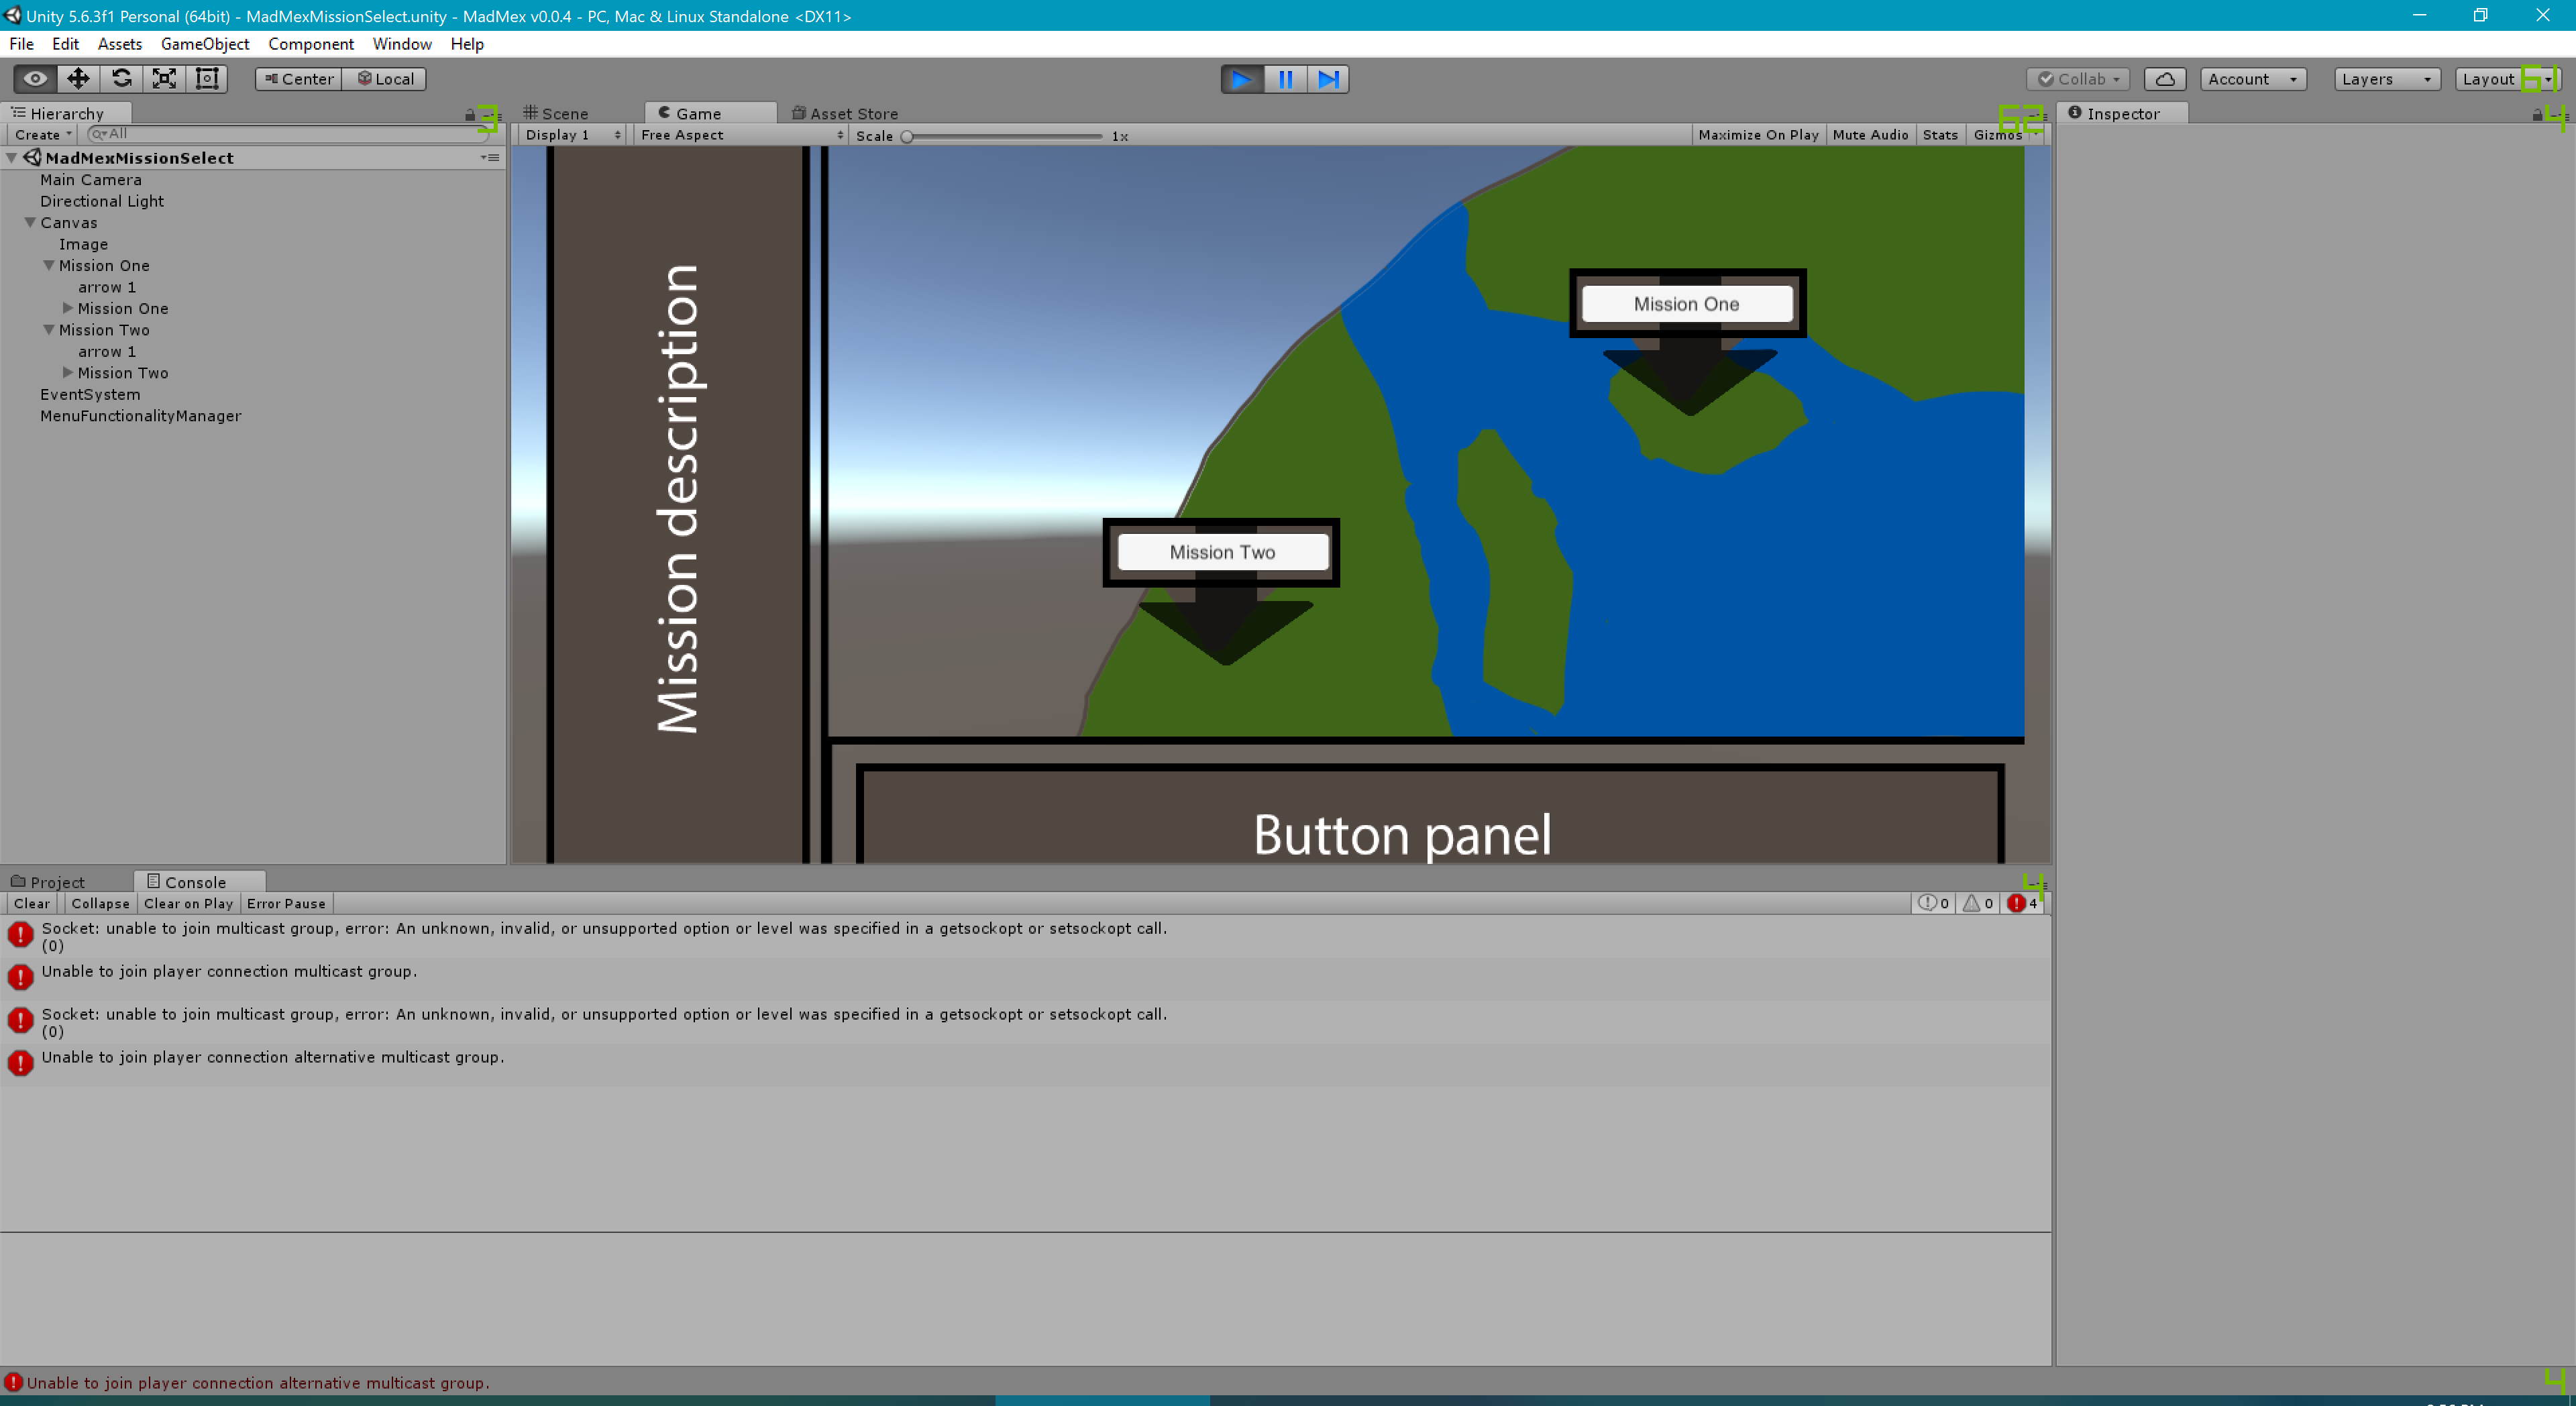 Unity 5.6.3f1 Personal (64bit) - MadMexMissionSelect.unity - MadMex v0.0.4 - PC, Mac & Linux Standalone <DX11>
File Edit Assets GameObject Component Window Help
Center Local Collab Account Layers Layout 61
Hierarchy 3
Create All
MadMexMissionSelect
Main Camera
Directional Light
Canvas
Image
Mission One
arrow 1
Mission One
Mission Two
arrow 1
Mission Two
EventSystem
MenuFunctionalityManager
Scene Game Asset Store 62
Display 1 Free Aspect Scale 1x Maximize On Play Mute Audio Stats Gizmos
Mission description
Mission One
Mission Two
Button panel
Inspector 4
Project Console 4
Clear Collapse Clear on Play Error Pause 0 0 4
Socket: unable to join multicast group, error: An unknown, invalid, or unsupported option or level was specified in a getsockopt or setsockopt call.
(0)
Unable to join player connection multicast group.
Socket: unable to join multicast group, error: An unknown, invalid, or unsupported option or level was specified in a getsockopt or setsockopt call.
(0)
Unable to join player connection alternative multicast group.
Unable to join player connection alternative multicast group. 4